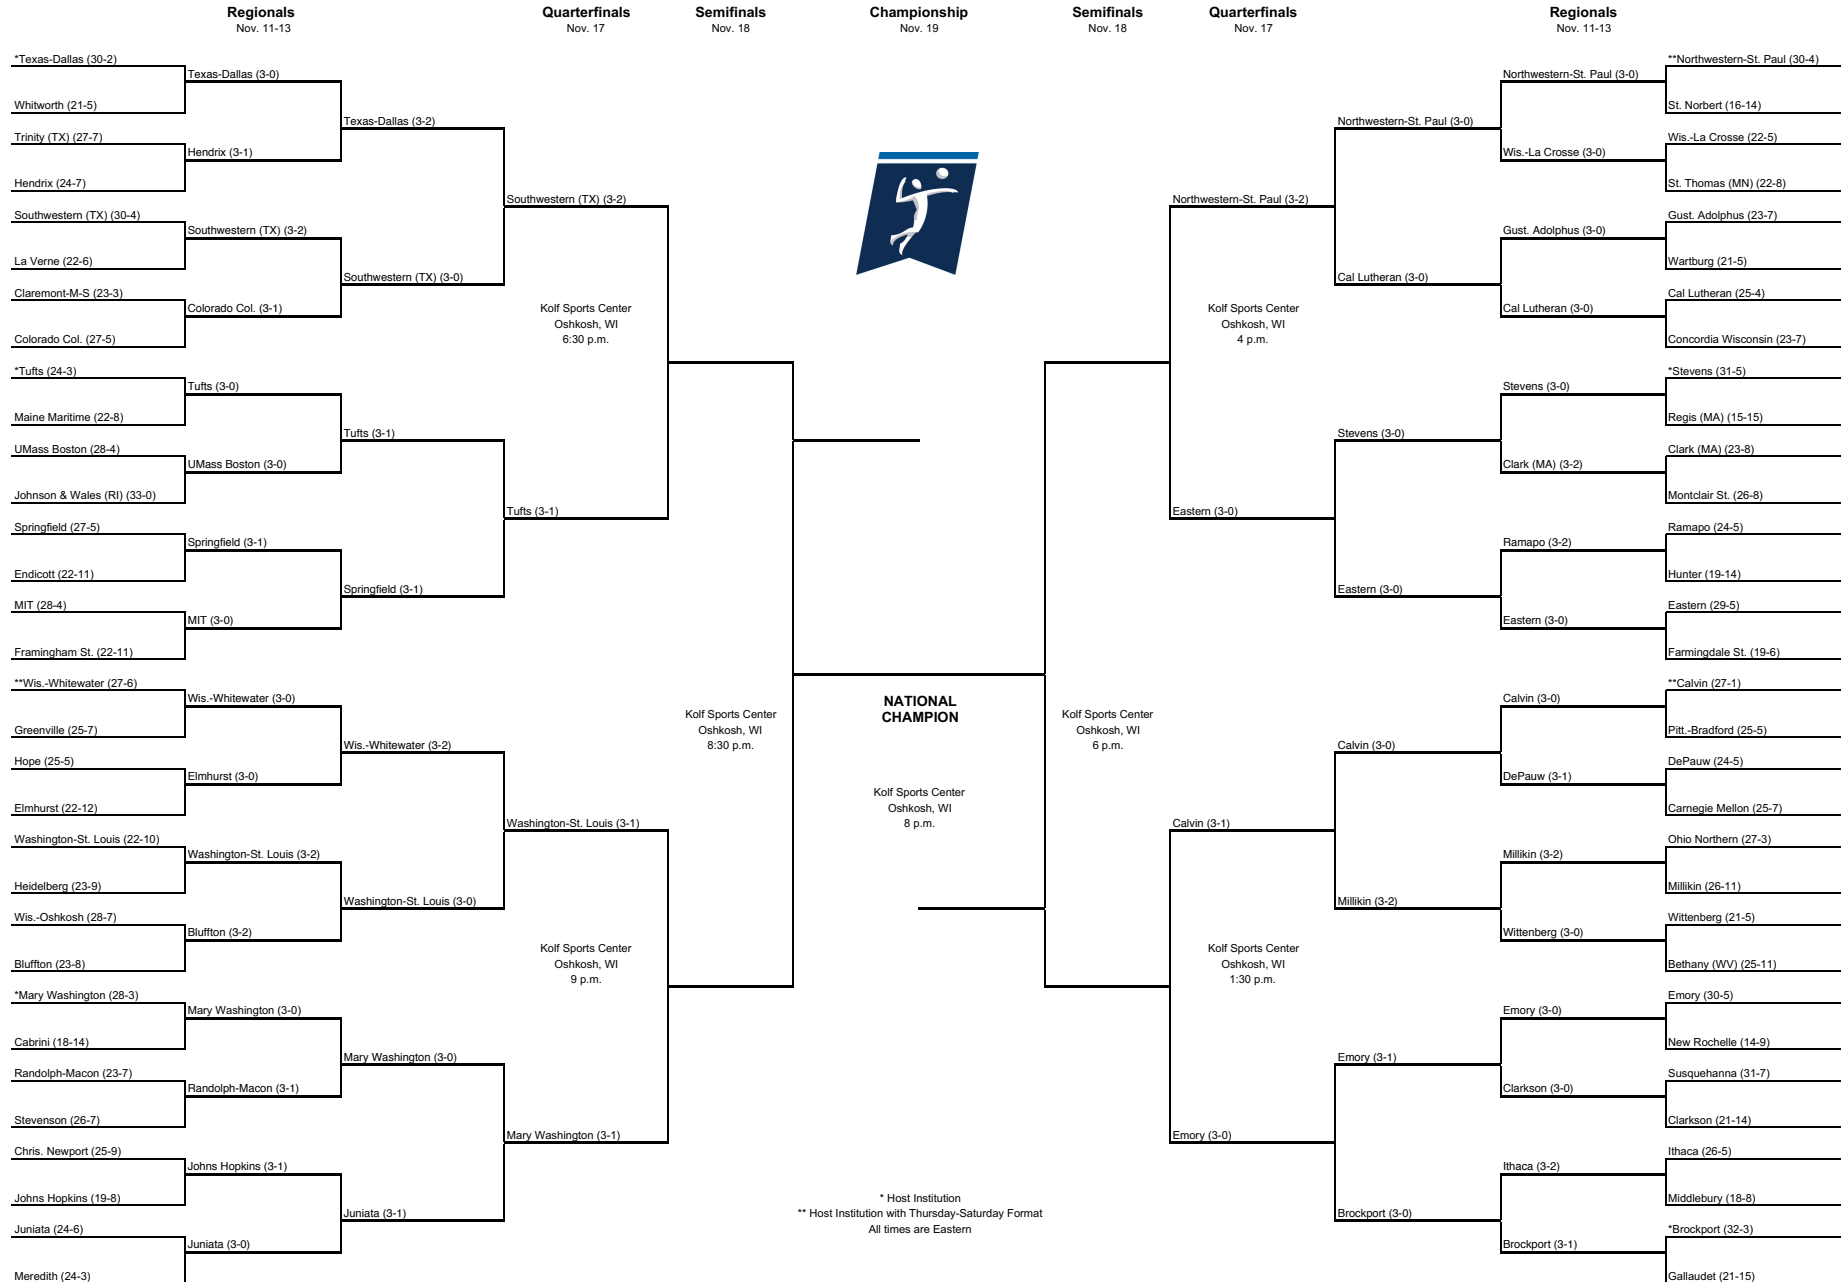 Regionals
Nov. 11-13
Quarterfinals
Nov. 17
Semifinals
Nov. 18
Championship
Nov. 19
Semifinals
Nov. 18
Quarterfinals
Nov. 17
Regionals
Nov. 11-13
*Texas-Dallas (30-2)
Whitworth (21-5)
Trinity (TX) (27-7)
Hendrix (24-7)
Southwestern (TX) (30-4)
La Verne (22-6)
Claremont-M-S (23-3)
Colorado Col. (27-5)
*Tufts (24-3)
Maine Maritime (22-8)
UMass Boston (28-4)
Johnson & Wales (RI) (33-0)
Springfield (27-5)
Endicott (22-11)
MIT (28-4)
Framingham St. (22-11)
**Wis.-Whitewater (27-6)
Greenville (25-7)
Hope (25-5)
Elmhurst (22-12)
Washington-St. Louis (22-10)
Heidelberg (23-9)
Wis.-Oshkosh (28-7)
Bluffton (23-8)
*Mary Washington (28-3)
Cabrini (18-14)
Randolph-Macon (23-7)
Stevenson (26-7)
Chris. Newport (25-9)
Johns Hopkins (19-8)
Juniata (24-6)
Meredith (24-3)
Texas-Dallas (3-0)
Hendrix (3-1)
Southwestern (TX) (3-2)
Colorado Col. (3-1)
Tufts (3-0)
UMass Boston (3-0)
Springfield (3-1)
MIT (3-0)
Wis.-Whitewater (3-0)
Elmhurst (3-0)
Washington-St. Louis (3-2)
Bluffton (3-2)
Mary Washington (3-0)
Randolph-Macon (3-1)
Johns Hopkins (3-1)
Juniata (3-0)
Texas-Dallas (3-2)
Southwestern (TX) (3-0)
Tufts (3-1)
Springfield (3-1)
Wis.-Whitewater (3-2)
Washington-St. Louis (3-0)
Mary Washington (3-0)
Juniata (3-1)
Southwestern (TX) (3-2)
Kolf Sports Center
Oshkosh, WI
6:30 p.m.
Tufts (3-1)
Washington-St. Louis (3-1)
Kolf Sports Center
Oshkosh, WI
9 p.m.
Mary Washington (3-1)
Kolf Sports Center
Oshkosh, WI
8:30 p.m.
NATIONAL
CHAMPION
Kolf Sports Center
Oshkosh, WI
8 p.m.
* Host Institution
** Host Institution with Thursday-Saturday Format
All times are Eastern
Kolf Sports Center
Oshkosh, WI
6 p.m.
Northwestern-St. Paul (3-2)
Kolf Sports Center
Oshkosh, WI
4 p.m.
Eastern (3-0)
Calvin (3-1)
Kolf Sports Center
Oshkosh, WI
1:30 p.m.
Emory (3-0)
Northwestern-St. Paul (3-0)
Cal Lutheran (3-0)
Stevens (3-0)
Eastern (3-0)
Calvin (3-0)
Millikin (3-2)
Emory (3-1)
Brockport (3-0)
Northwestern-St. Paul (3-0)
Wis.-La Crosse (3-0)
Gust. Adolphus (3-0)
Cal Lutheran (3-0)
Stevens (3-0)
Clark (MA) (3-2)
Ramapo (3-2)
Eastern (3-0)
Calvin (3-0)
DePauw (3-1)
Millikin (3-2)
Wittenberg (3-0)
Emory (3-0)
Clarkson (3-0)
Ithaca (3-2)
Brockport (3-1)
**Northwestern-St. Paul (30-4)
St. Norbert (16-14)
Wis.-La Crosse (22-5)
St. Thomas (MN) (22-8)
Gust. Adolphus (23-7)
Wartburg (21-5)
Cal Lutheran (25-4)
Concordia Wisconsin (23-7)
*Stevens (31-5)
Regis (MA) (15-15)
Clark (MA) (23-8)
Montclair St. (26-8)
Ramapo (24-5)
Hunter (19-14)
Eastern (29-5)
Farmingdale St. (19-6)
**Calvin (27-1)
Pitt.-Bradford (25-5)
DePauw (24-5)
Carnegie Mellon (25-7)
Ohio Northern (27-3)
Millikin (26-11)
Wittenberg (21-5)
Bethany (WV) (25-11)
Emory (30-5)
New Rochelle (14-9)
Susquehanna (31-7)
Clarkson (21-14)
Ithaca (26-5)
Middlebury (18-8)
*Brockport (32-3)
Gallaudet (21-15)